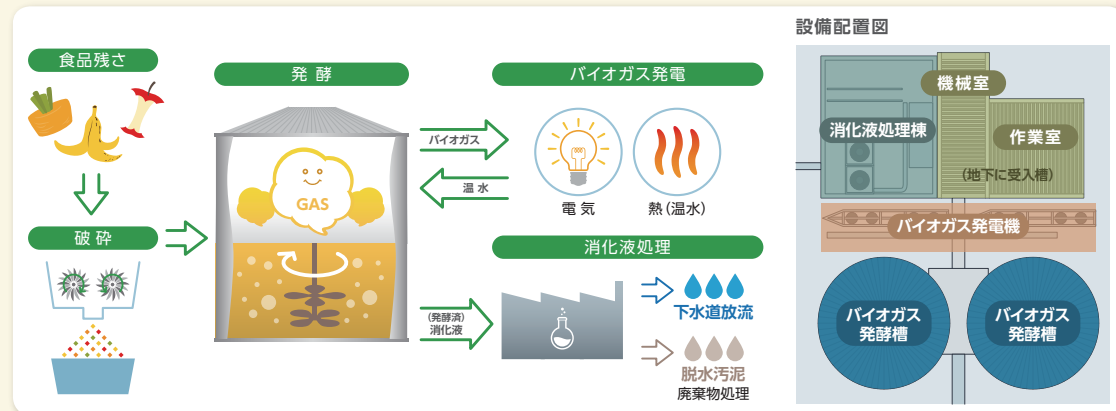 食品残さ
破砕
発酵
GAS
バイオガス
温水
(発酵済)
消化液
バイオガス発電
電気
熱(温水)
消化液処理
下水道放流
脱水汚泥
廃棄物処理
設備配置図
機械室
消化液処理棟
作業室
(地下に受入槽)
バイオガス発電機
バイオガス
発酵槽
バイオガス
発酵槽